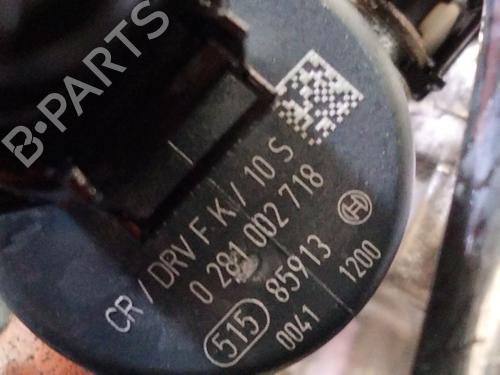 B-PARTS
CR / DRV F K / 10 S
0 281 002 718
515 85913
0041 1200